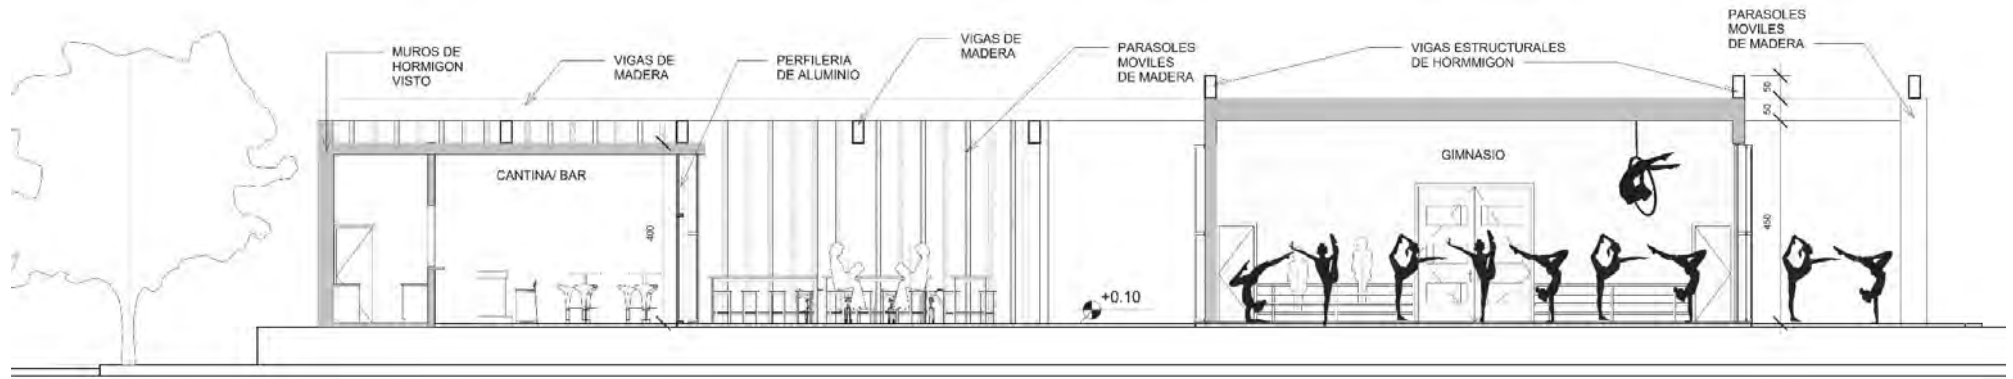 MUROS DE
HORMIGON
VISTO
VIGAS DE
MADERA
PERFILERIA
DE ALUMINIO
VIGAS DE
MADERA
PARASOLES
MOVILES
DE MADERA
VIGAS ESTRUCTURALES
DE HORMMIGÓN
PARASOLES
MOVILES
DE MADERA
50
50
CANTINA/ BAR
GIMNASIO
400
450
+0.10